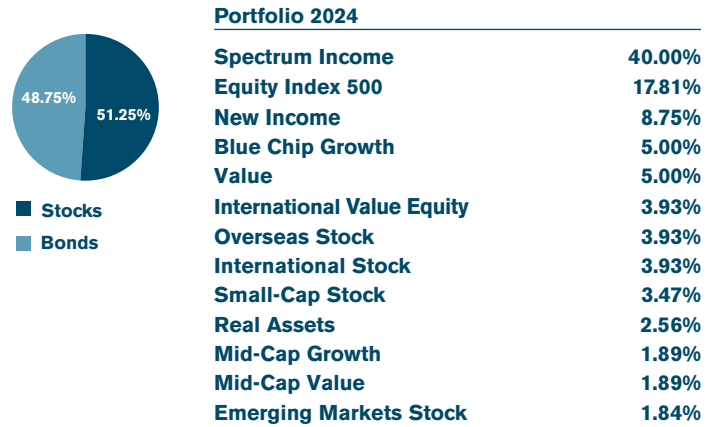 Portfolio 2024
48.75%
51.25%
Stocks
Bonds
Spectrum Income 40.00%
Equity Index 500 17.81%
New Income 8.75%
Blue Chip Growth 5.00%
Value 5.00%
International Value Equity 3.93%
Overseas Stock 3.93%
International Stock 3.93%
Small-Cap Stock 3.47%
Real Assets 2.56%
Mid-Cap Growth 1.89%
Mid-Cap Value 1.89%
Emerging Markets Stock 1.84%